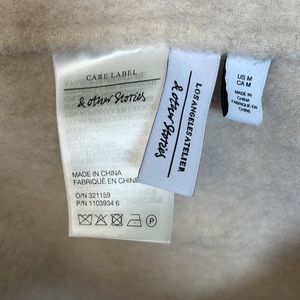 CARE LABEL
& other Stories
MADE IN CHINA
FABRIQUÉ EN CHINE
O/N 321159
P/N 1103934 6
P
LOS ANGELES ATELIER
& other Stories
US M
CA M
MADE IN
CHINA
FABRIQUÉ EN
CHINE